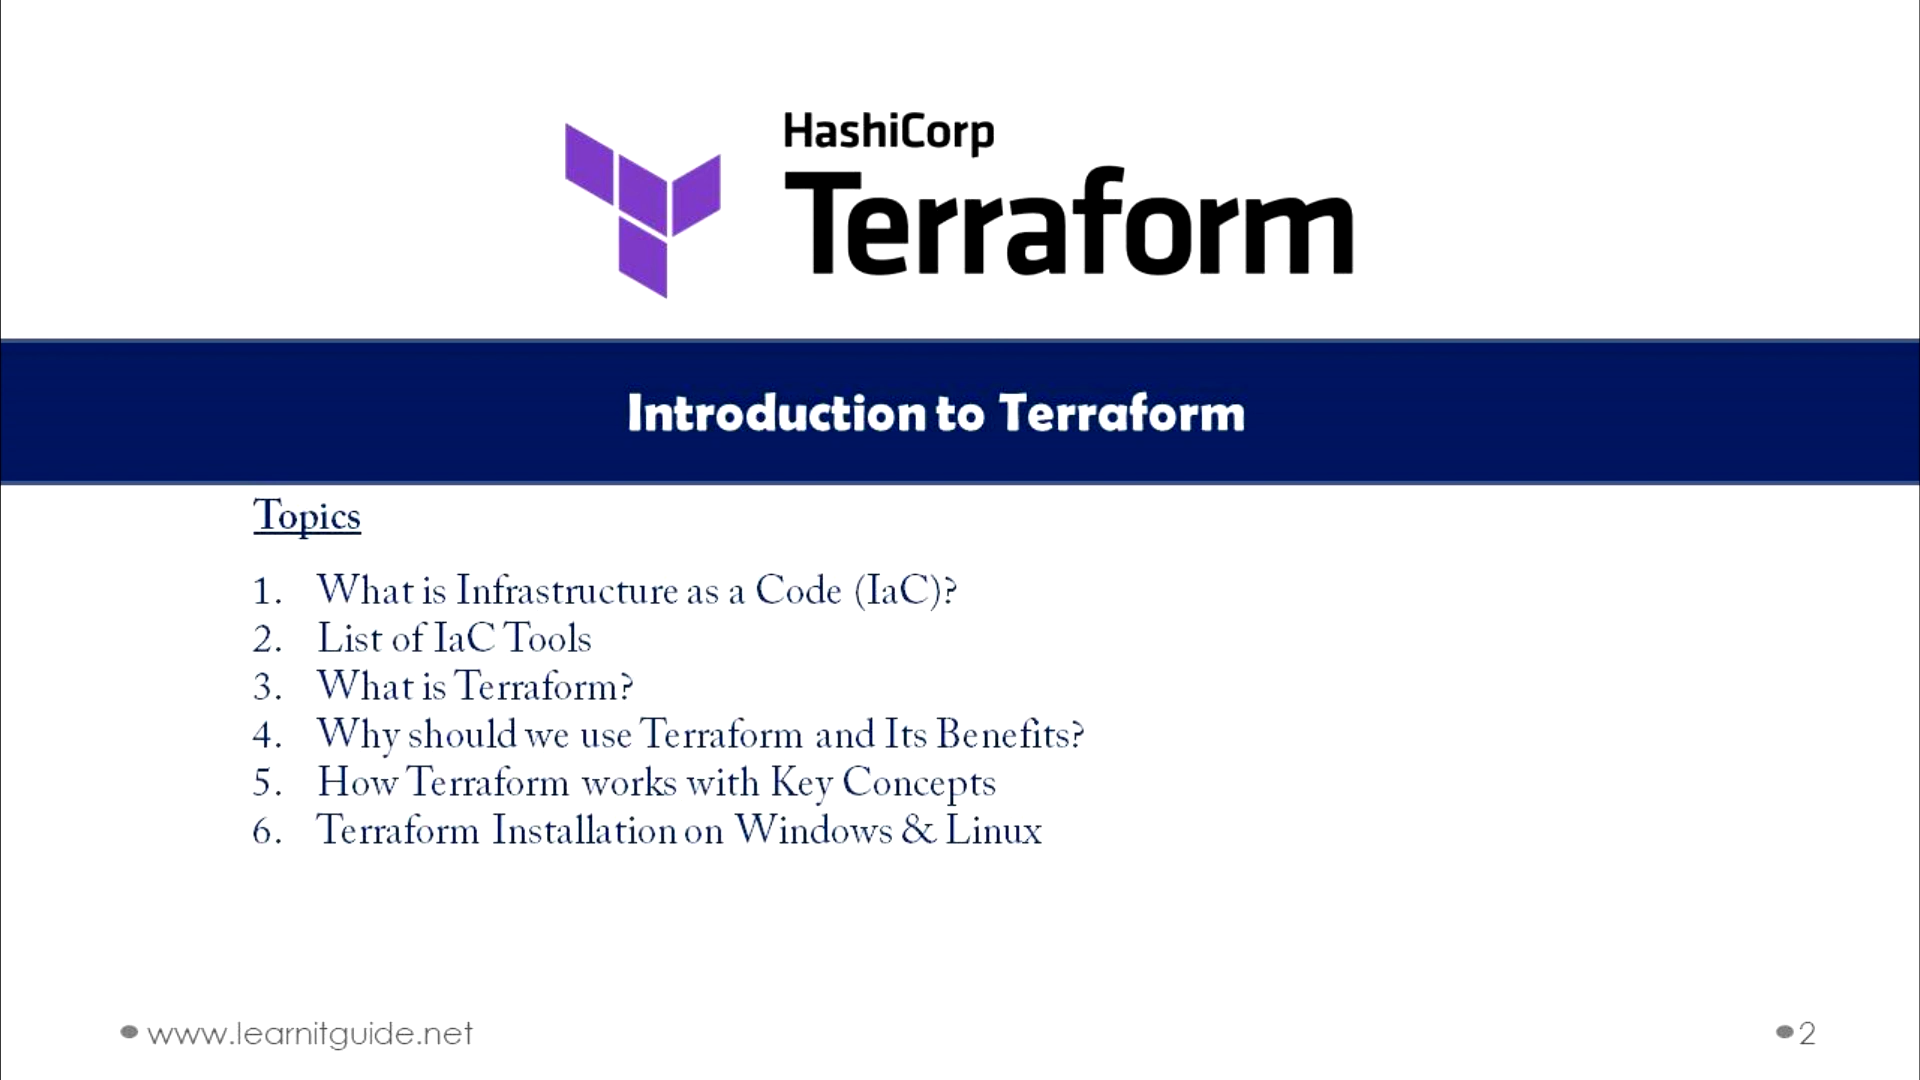 HashiCorp
Terraform
Introduction to Terraform
Topics
1. What is Infrastructure as a Code (IaC)?
2. List of IaC Tools
3. What is Terraform?
4. Why should we use Terraform and Its Benefits?
5. How Terraform works with Key Concepts
6. Terraform Installation on Windows & Linux
www.learnitguide.net
2